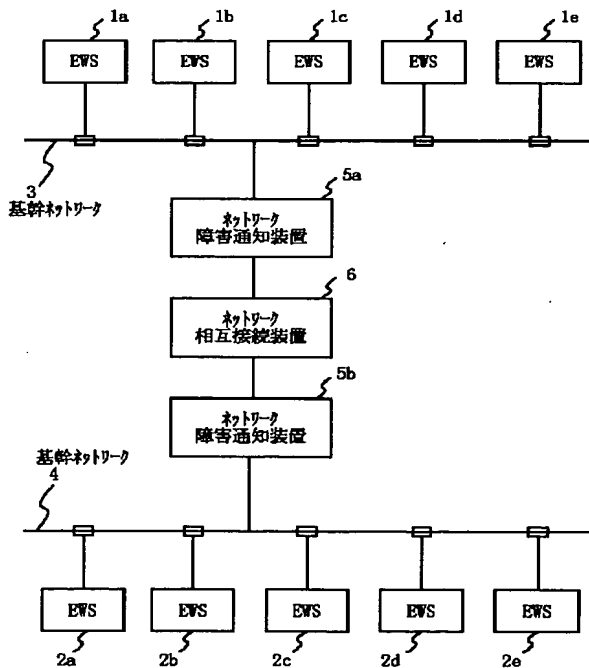 1a 1b 1c 1d 1e
EWS EWS EWS EWS EWS
3
基幹ネットワーク
5a
ネットワーク
障害通知装置
6
ネットワーク
相互接続装置
5b
ネットワーク
障害通知装置
基幹ネットワーク
4
EWS EWS EWS EWS EWS
2a 2b 2c 2d 2e